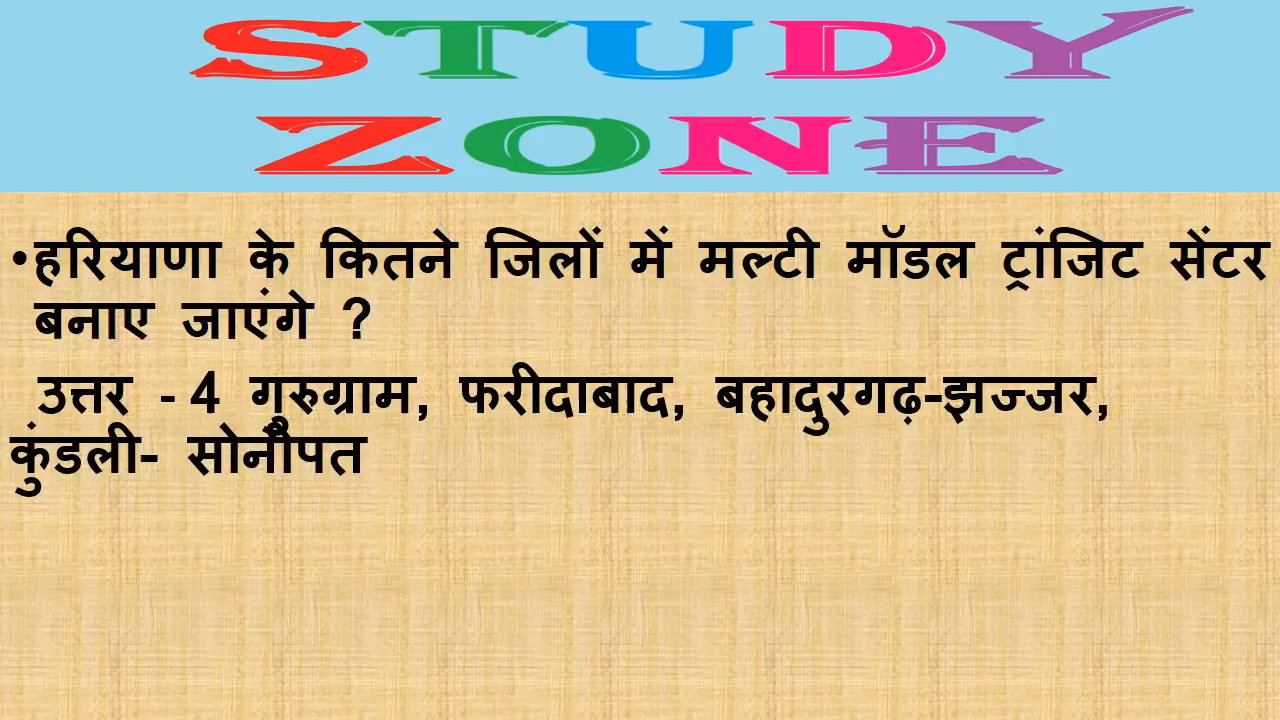 STUDY
ZONE
•हरियाणा के कितने जिलों में मल्टी मॉडल ट्रांजिट सेंटर
बनाए जाएंगे ?
उत्तर - 4 गुरुग्राम, फरीदाबाद, बहादुरगढ़-झज्जर,
कुंडली- सोनीपत